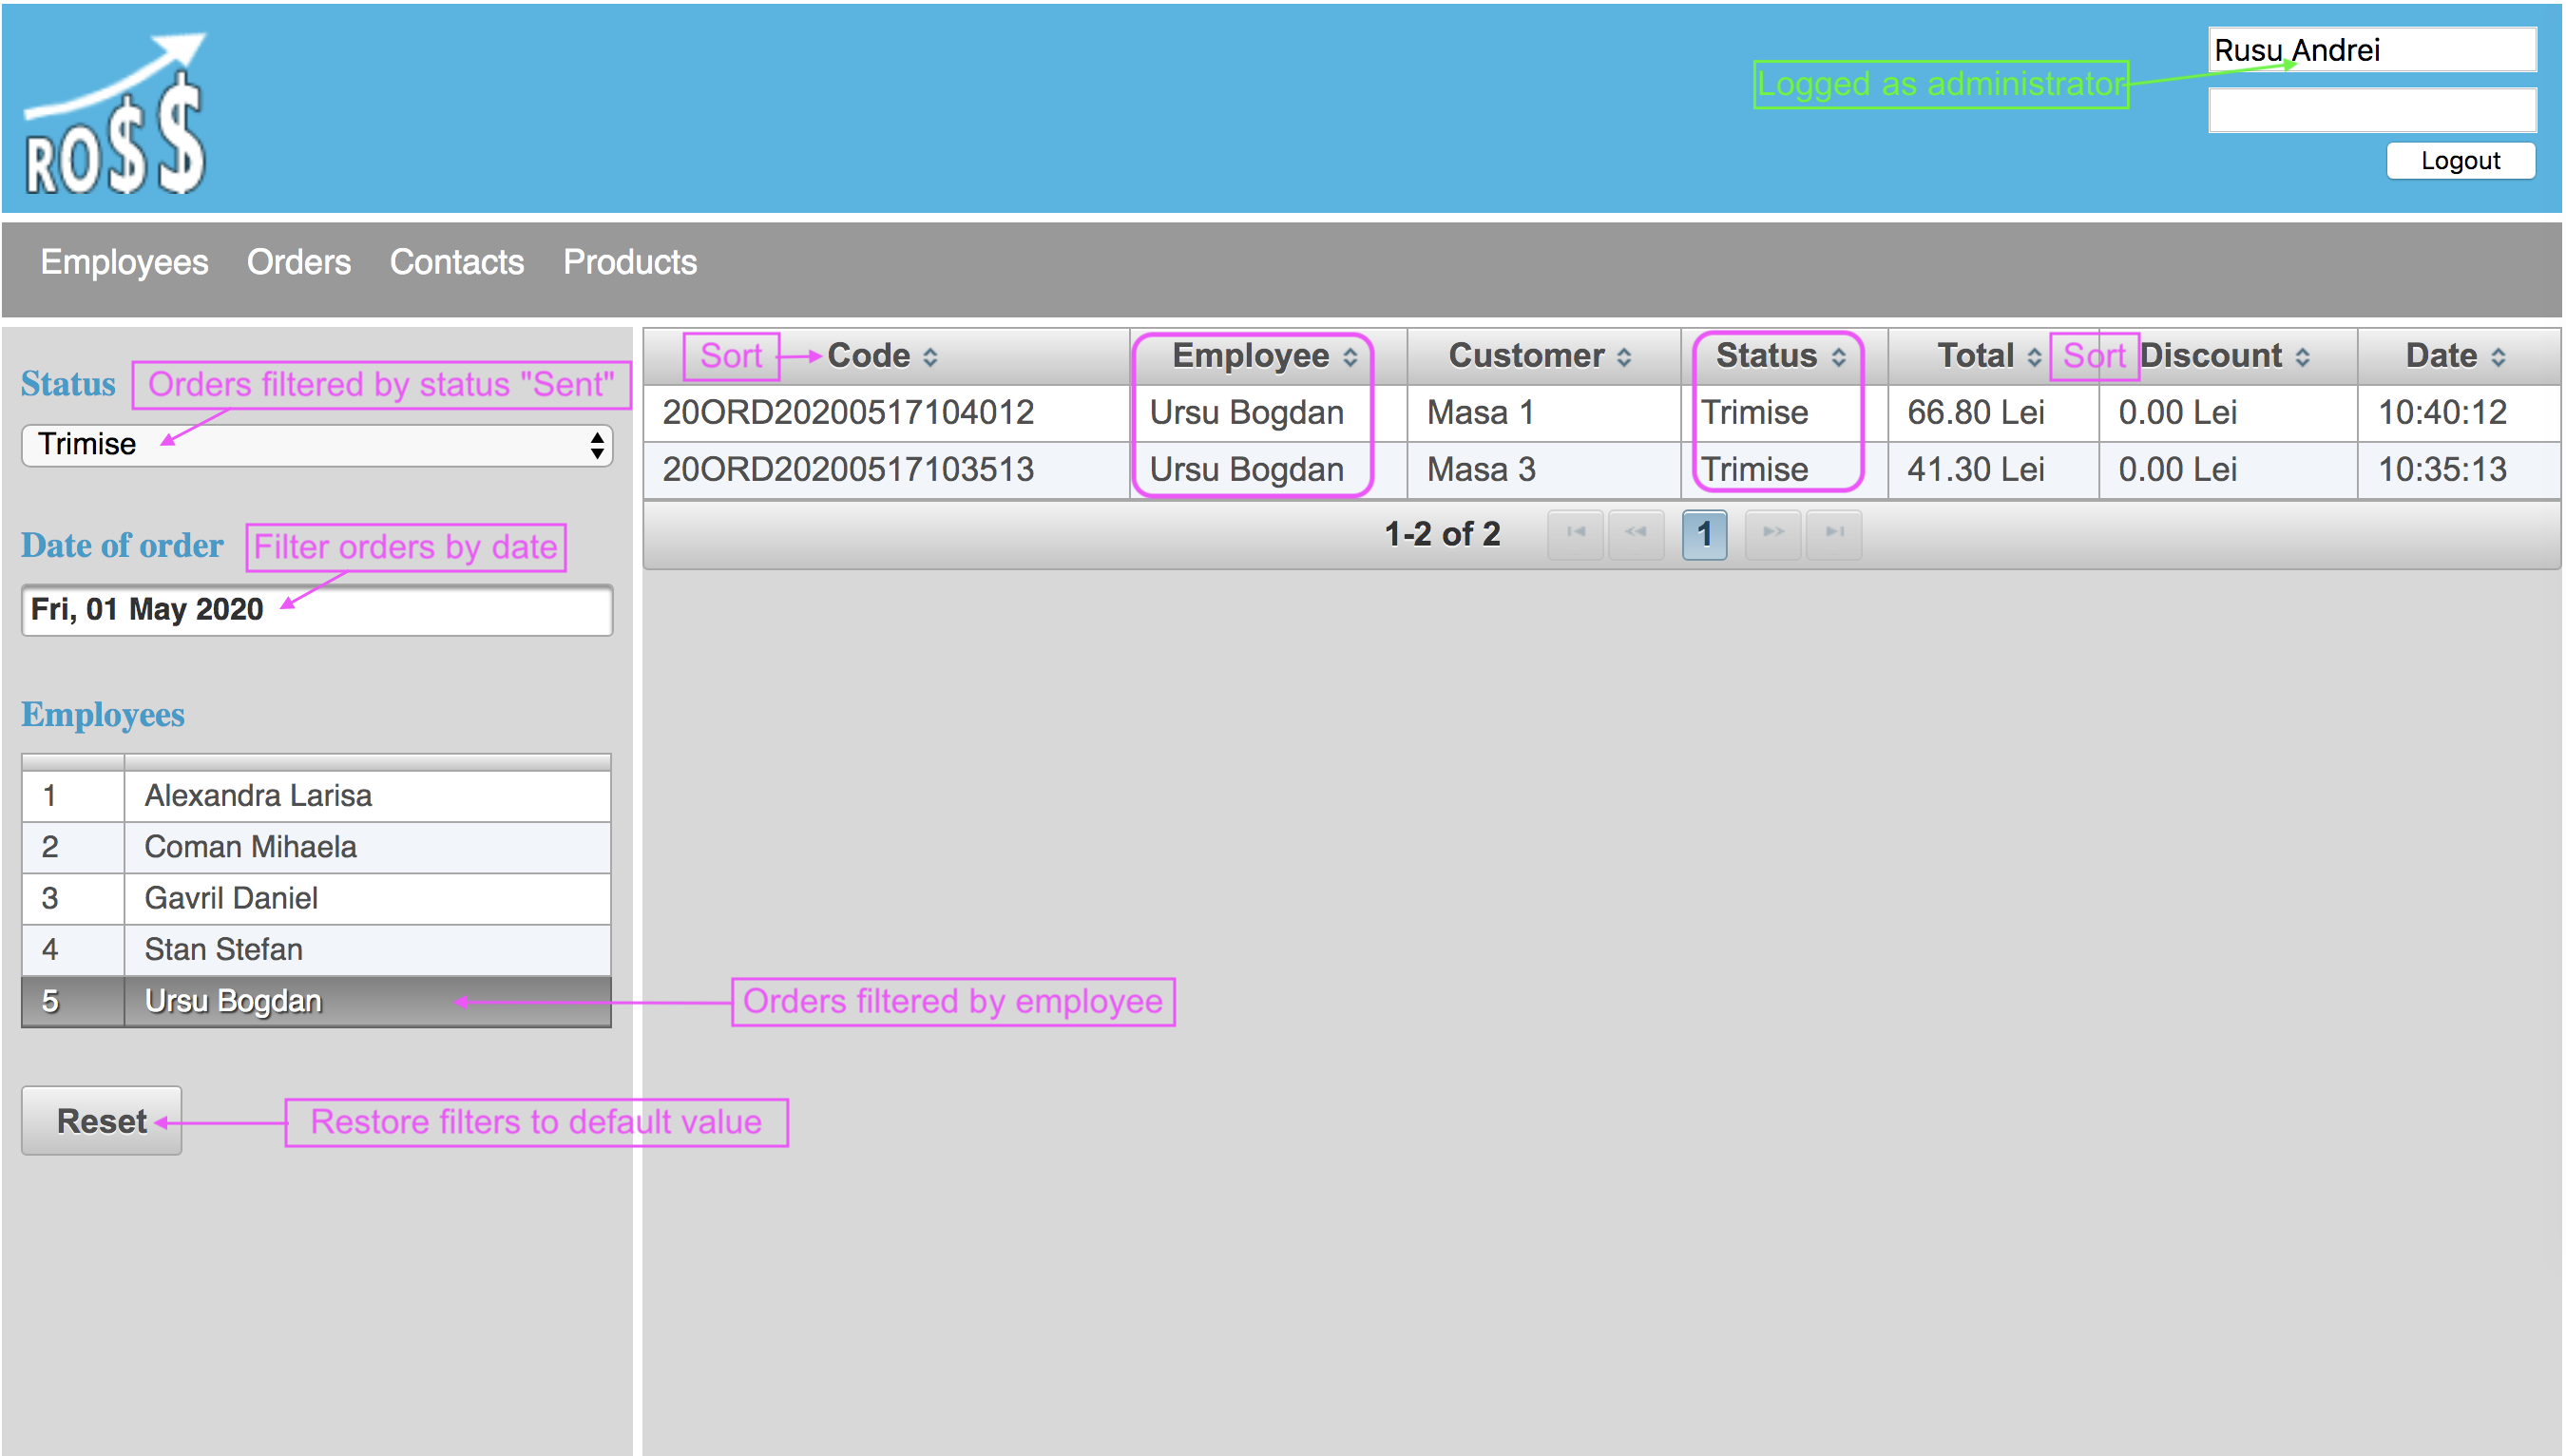 RO$$
Rusu Andrei
Logged as administrator
Logout
Employees Orders Contacts Products
Status Orders filtered by status "Sent"
Trimise
Date of order Filter orders by date
Fri, 01 May 2020
Employees
1 Alexandra Larisa
2 Coman Mihaela
3 Gavril Daniel
4 Stan Stefan
5 Ursu Bogdan
Orders filtered by employee
Reset Restore filters to default value
Sort Code Employee Customer Status Total Sort Discount Date
20ORD20200517104012 Ursu Bogdan Masa 1 Trimise 66.80 Lei 0.00 Lei 10:40:12
20ORD20200517103513 Ursu Bogdan Masa 3 Trimise 41.30 Lei 0.00 Lei 10:35:13
1-2 of 2 1